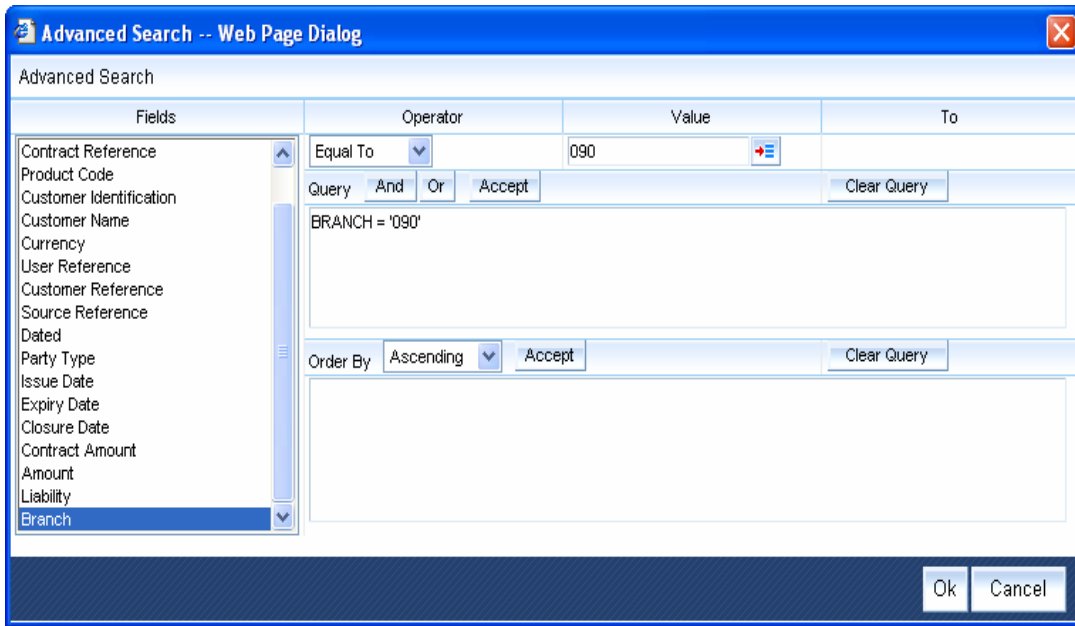 Advanced Search -- Web Page Dialog
Advanced Search
Fields Operator Value To
Contract Reference
Product Code
Customer Identification
Customer Name
Currency
User Reference
Customer Reference
Source Reference
Dated
Party Type
Issue Date
Expiry Date
Closure Date
Contract Amount
Amount
Liability
Branch
Equal To 090
Query And Or Accept Clear Query
BRANCH = '090'
Order By Ascending Accept Clear Query
Ok Cancel